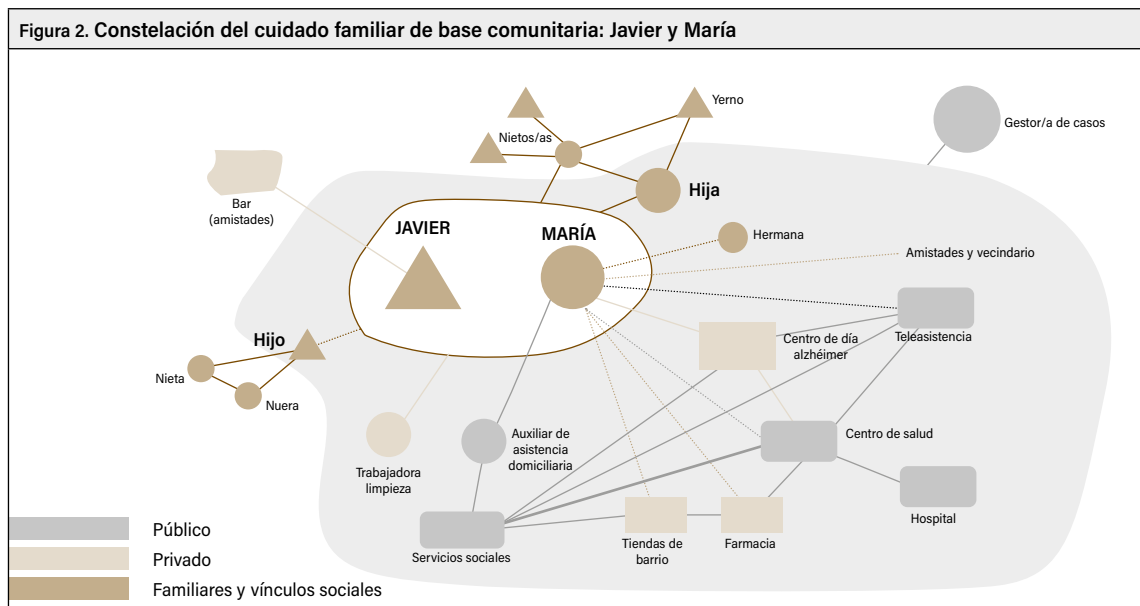 Figura 2. Constelación del cuidado familiar de base comunitaria: Javier y María
Yerno
Nietos/as
Gestor/a de casos
Hija
Bar
(amistades)
JAVIER
MARÍA
Hermana
Amistades y vecindario
Teleasistencia
Centro de día
alzhéimer
Hijo
Nieta
Nuera
Auxiliar de
asistencia
domiciliaria
Centro de salud
Trabajadora
limpieza
Hospital
Servicios sociales
Tiendas de
barrio
Farmacia
Público
Privado
Familiares y vínculos sociales